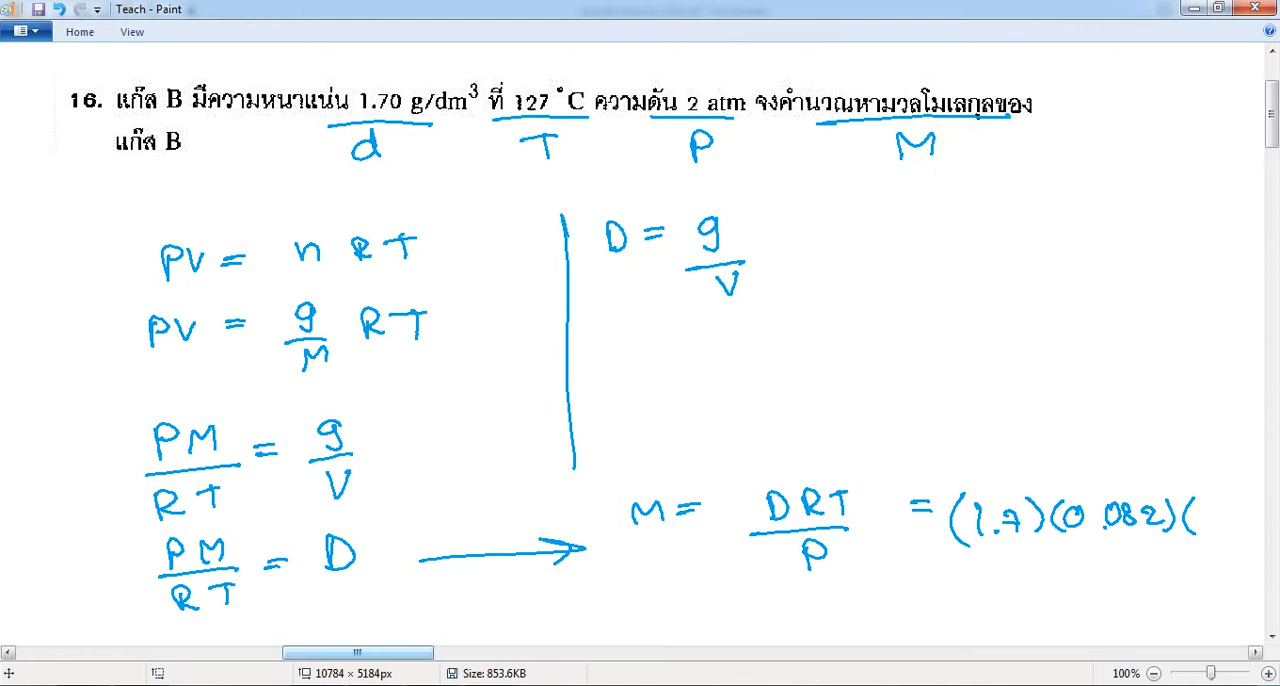 Teach - Paint
Home View
16. แก๊ส B มีความหนาแน่น 1.70 g/dm³ ที่ 127 °C ความดัน 2 atm จงคำนวณหามวลโมเลกุลของ
แก๊ส B
d T P M
PV = n R T
PV = g/M R T
PM/RT = g/V
PM/RT = D
D = g/V
M = DRT/P = (1.7)(0.082)(
10784 × 5184px
Size: 853.6KB
100%